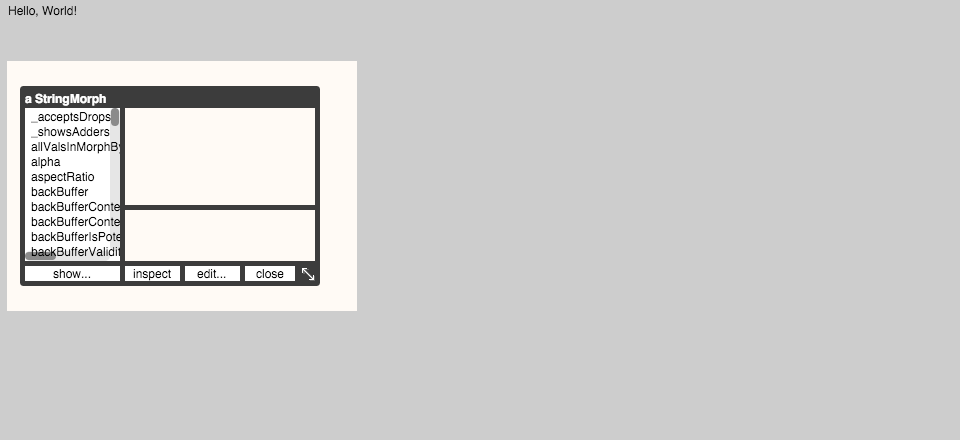 Hello, World!
a StringMorph
_acceptsDrops
_showsAdders
allValsInMorphBy
alpha
aspectRatio
backBuffer
backBufferConte
backBufferConte
backBufferIsPote
backBufferValidit
show...
inspect
edit...
close